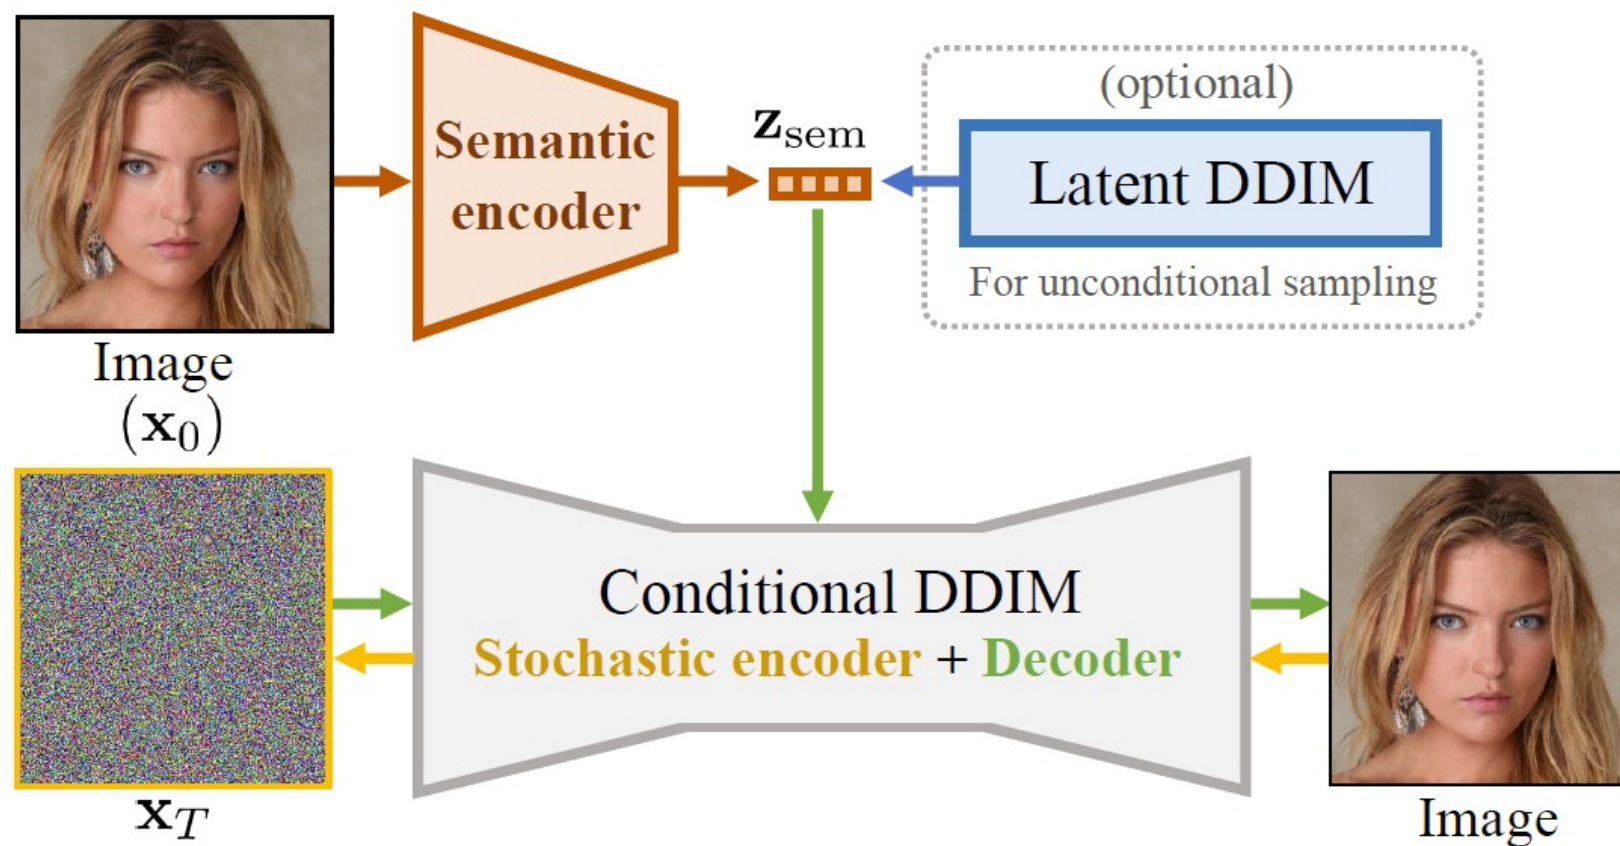 Semantic
encoder
z_sem
(optional)
Latent DDIM
For unconditional sampling
Image
(x_0)
Conditional DDIM
Stochastic encoder + Decoder
x_T
Image